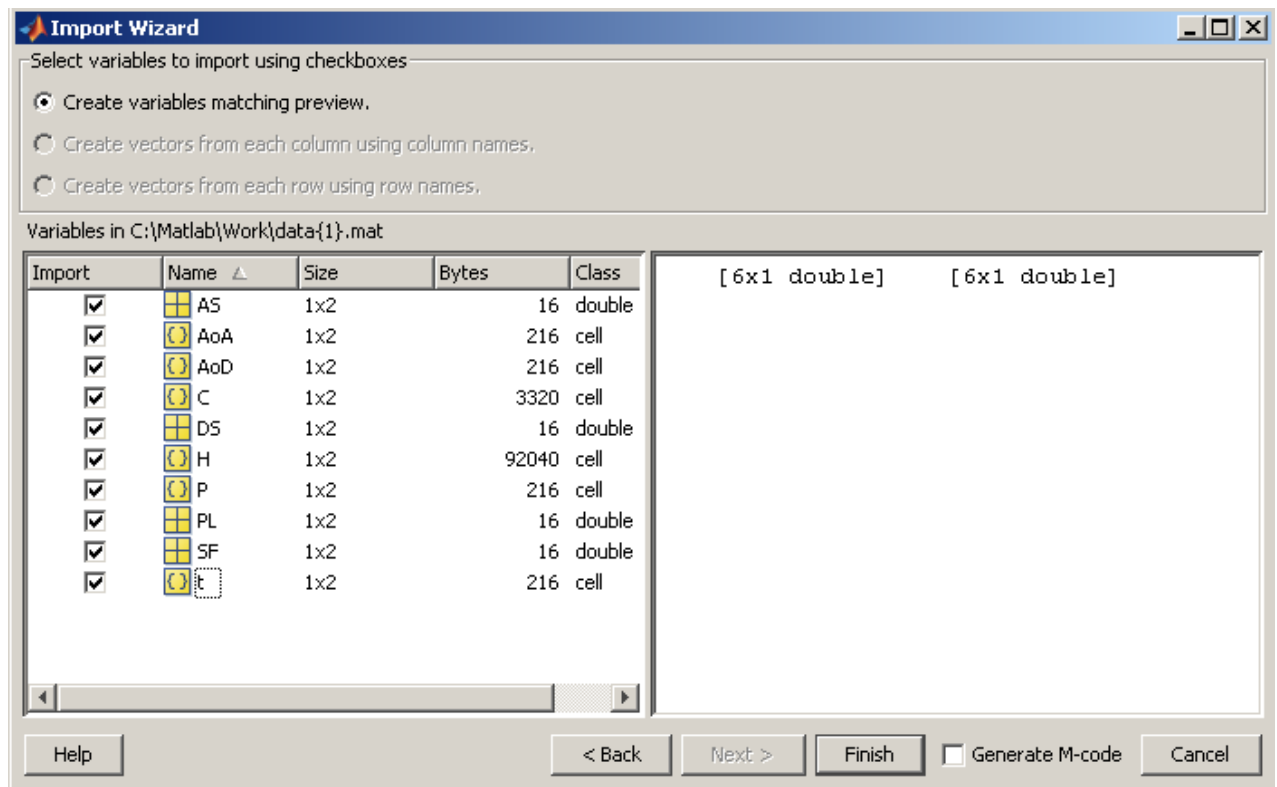 Import Wizard
Select variables to import using checkboxes
Create variables matching preview.
Create vectors from each column using column names.
Create vectors from each row using row names.
Variables in C:\Matlab\Work\data{1}.mat
Import Name Size Bytes Class
AS 1x2 16 double
{} AoA 1x2 216 cell
{} AoD 1x2 216 cell
{} C 1x2 3320 cell
DS 1x2 16 double
{} H 1x2 92040 cell
{} P 1x2 216 cell
PL 1x2 16 double
SF 1x2 16 double
{} t 1x2 216 cell
[6x1 double] [6x1 double]
Help < Back Next > Finish Generate M-code Cancel